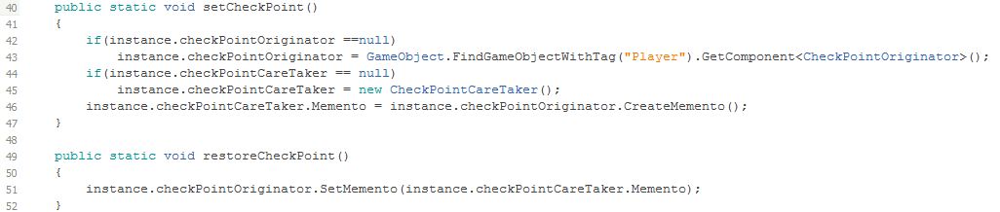 40    public static void setCheckPoint()
41    {
42        if(instance.checkPointOriginator ==null)
43            instance.checkPointOriginator = GameObject.FindGameObjectWithTag("Player").GetComponent<CheckPointOriginator>();
44        if(instance.checkPointCareTaker == null)
45            instance.checkPointCareTaker = new CheckPointCareTaker();
46        instance.checkPointCareTaker.Memento = instance.checkPointOriginator.CreateMemento();
47    }
48
49    public static void restoreCheckPoint()
50    {
51        instance.checkPointOriginator.SetMemento(instance.checkPointCareTaker.Memento);
52    }